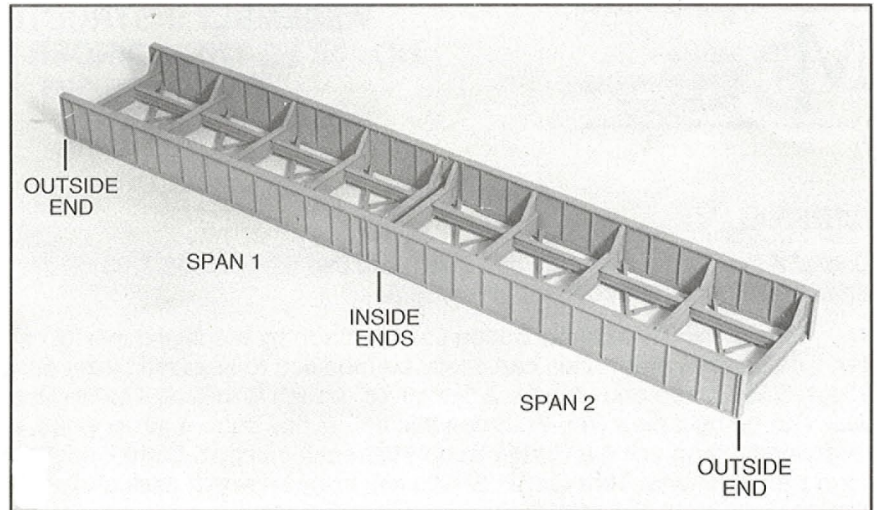 OUTSIDE
END
SPAN 1
INSIDE
ENDS
SPAN 2
OUTSIDE
END